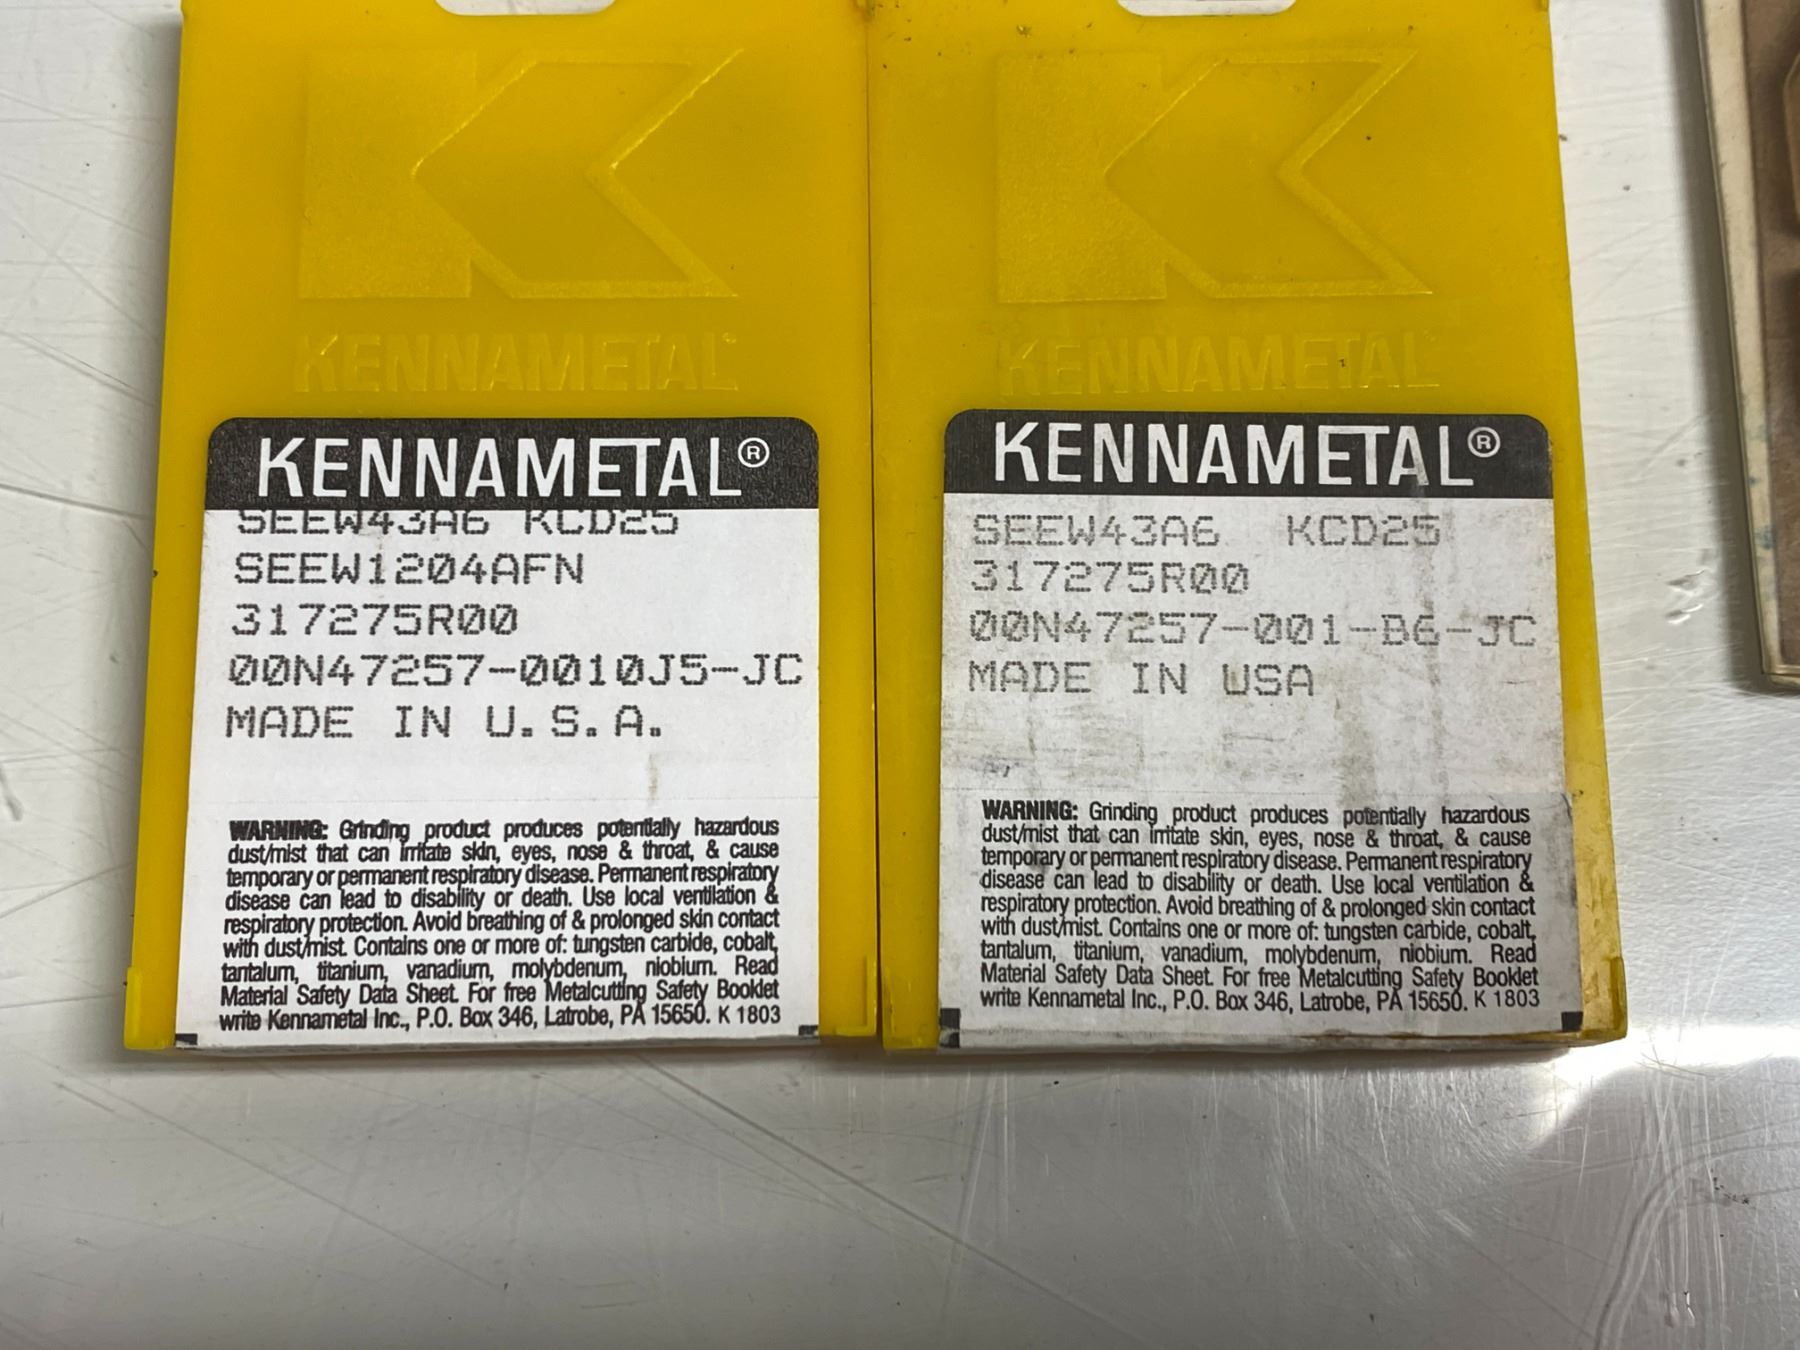 KENNAMETAL
KENNAMETAL®
SEEW43A6 KCD25
SEEW1204AFN
317275R00
00N47257-0010J5-JC
MADE IN U.S.A.
WARNING: Grinding product produces potentially hazardous
dust/mist that can irritate skin, eyes, nose & throat, & cause
temporary or permanent respiratory disease. Permanent respiratory
disease can lead to disability or death. Use local ventilation &
respiratory protection. Avoid breathing of & prolonged skin contact
with dust/mist. Contains one or more of: tungsten carbide, cobalt,
tantalum, titanium, vanadium, molybdenum, niobium. Read
Material Safety Data Sheet. For free Metalcutting Safety Booklet
write Kennametal Inc., P.O. Box 346, Latrobe, PA 15650. K 1803
KENNAMETAL
KENNAMETAL®
SEEW43A6 KCD25
317275R00
00N47257-001-B6-JC
MADE IN USA
WARNING: Grinding product produces potentially hazardous
dust/mist that can irritate skin, eyes, nose & throat, & cause
temporary or permanent respiratory disease. Permanent respiratory
disease can lead to disability or death. Use local ventilation &
respiratory protection. Avoid breathing of & prolonged skin contact
with dust/mist. Contains one or more of: tungsten carbide, cobalt,
tantalum, titanium, vanadium, molybdenum, niobium. Read
Material Safety Data Sheet. For free Metalcutting Safety Booklet
write Kennametal Inc., P.O. Box 346, Latrobe, PA 15650. K 1803